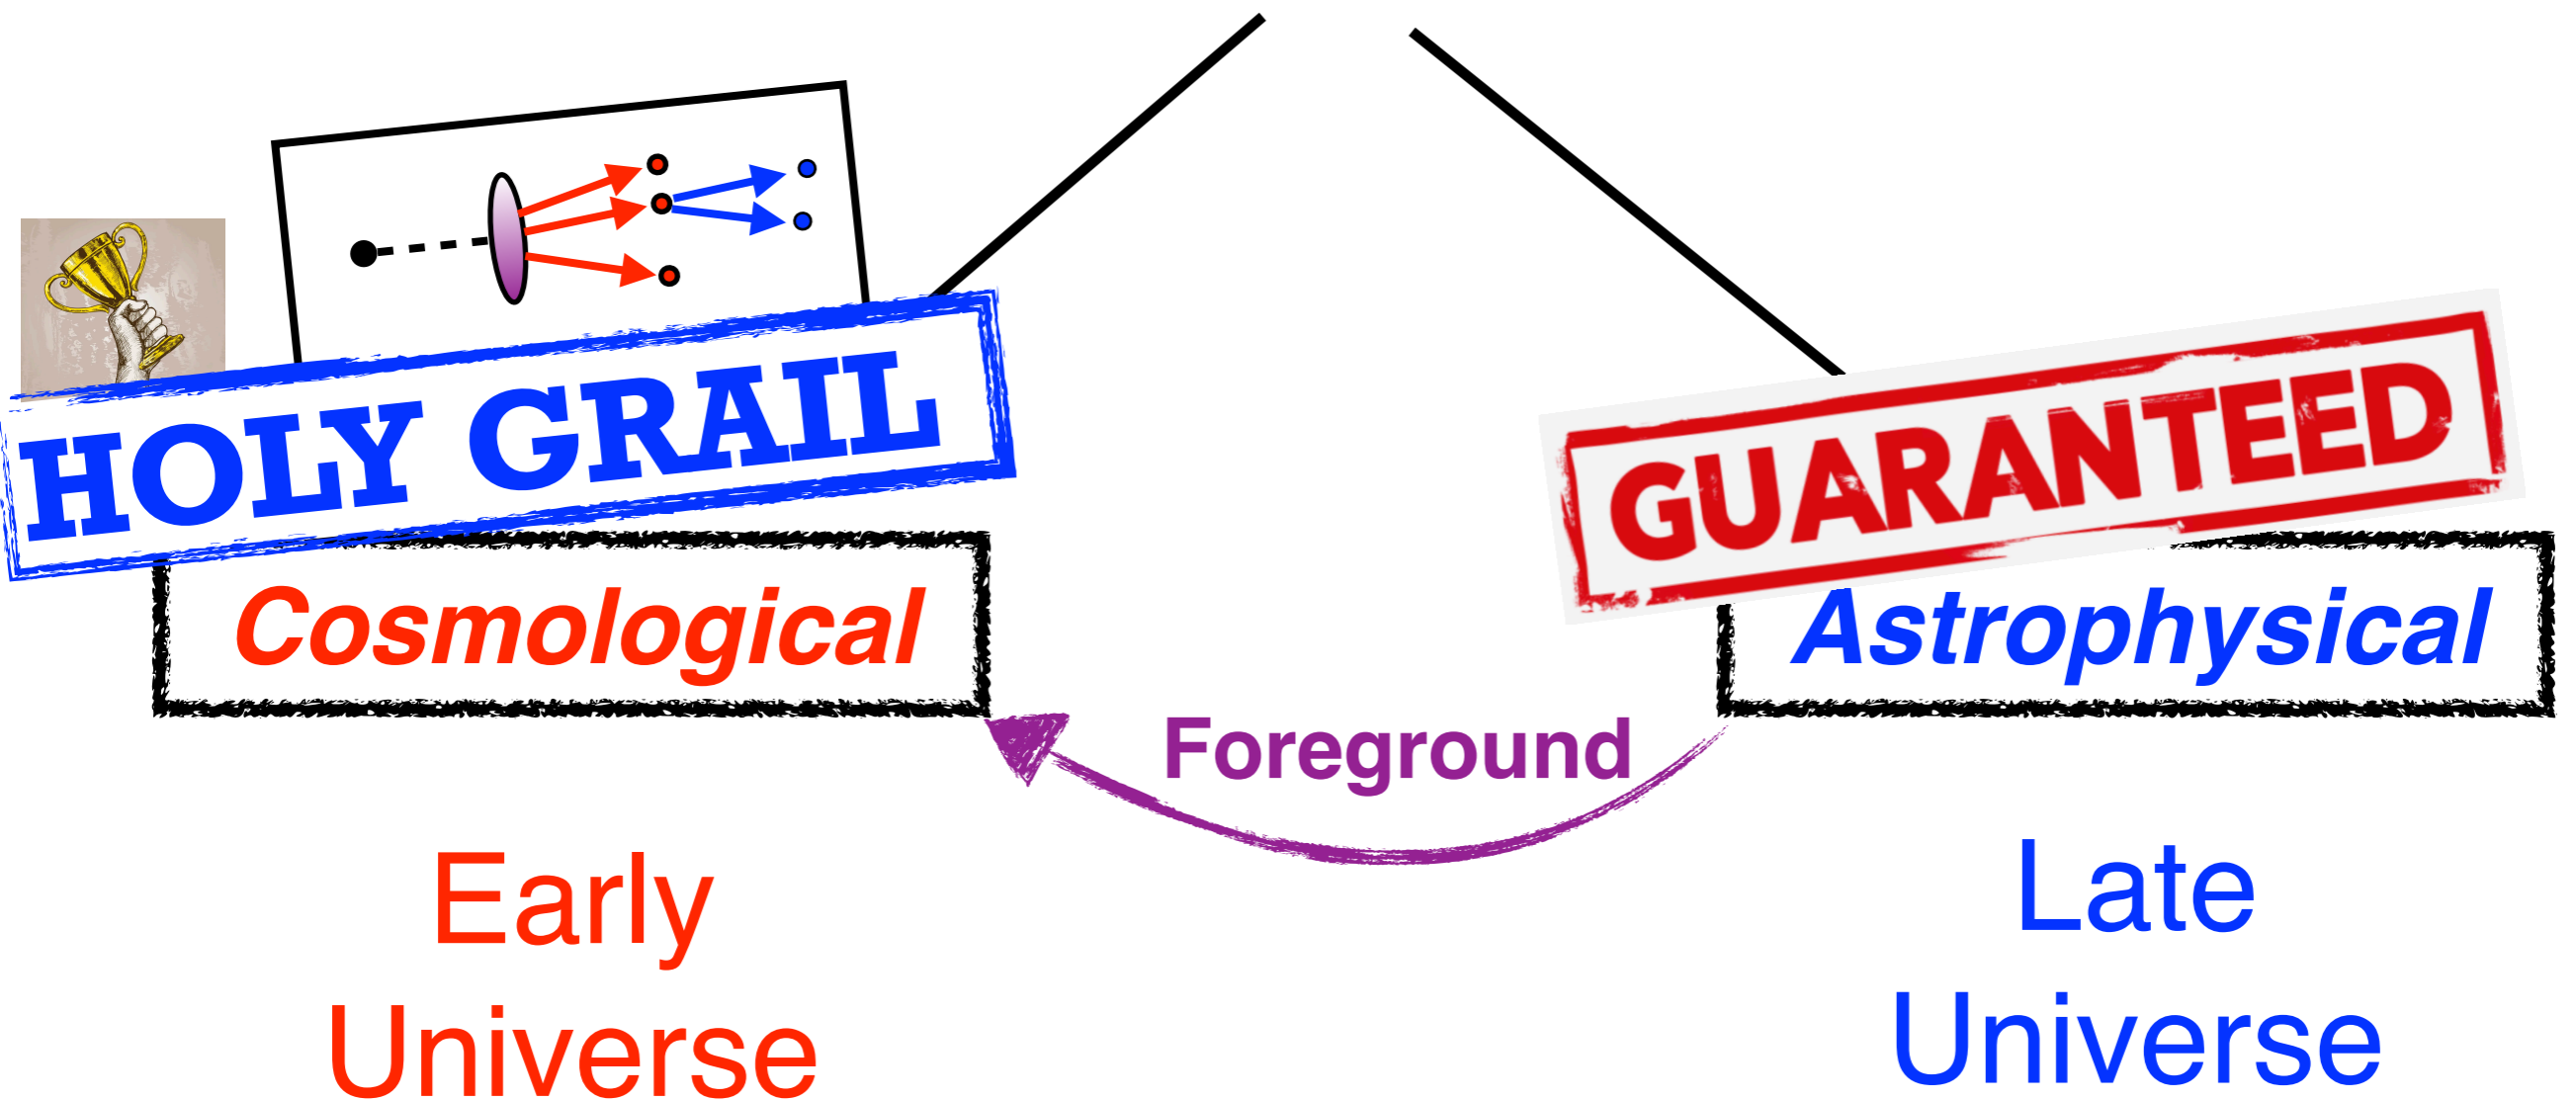 HOLY GRAIL
GUARANTEED
Cosmological
Astrophysical
Foreground
Early
Universe
Late
Universe